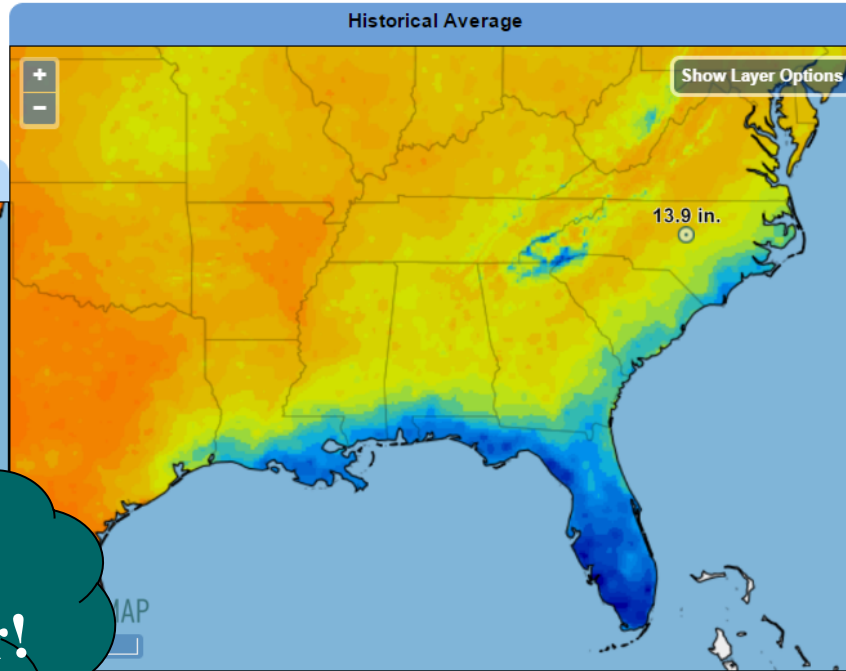 Historical Average
+
Show Layer Options
−
13.9 in.
MAP
!